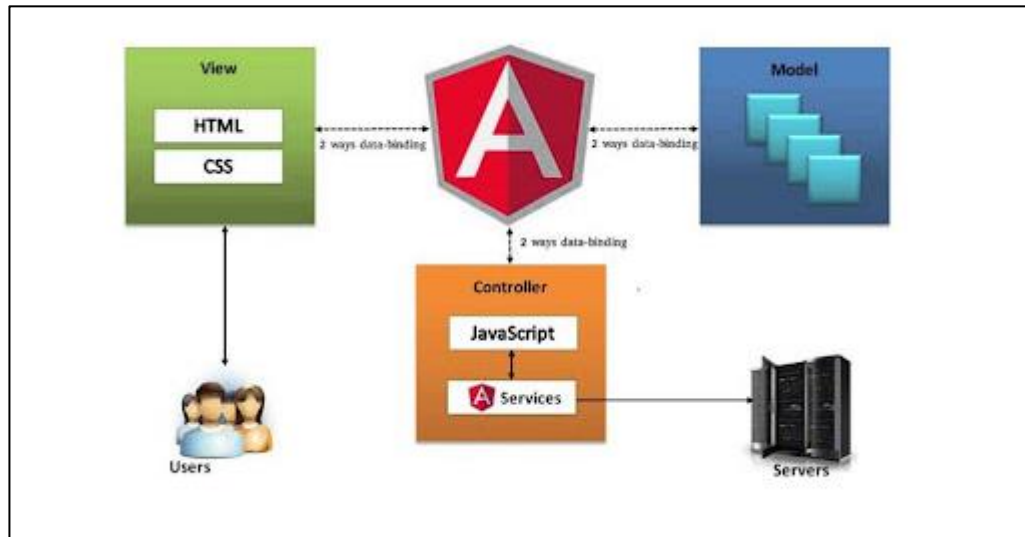 View
HTML
CSS
2 ways data-binding
A
2 ways data-binding
Model
2 ways data-binding
Controller
JavaScript
A Services
Users
Servers